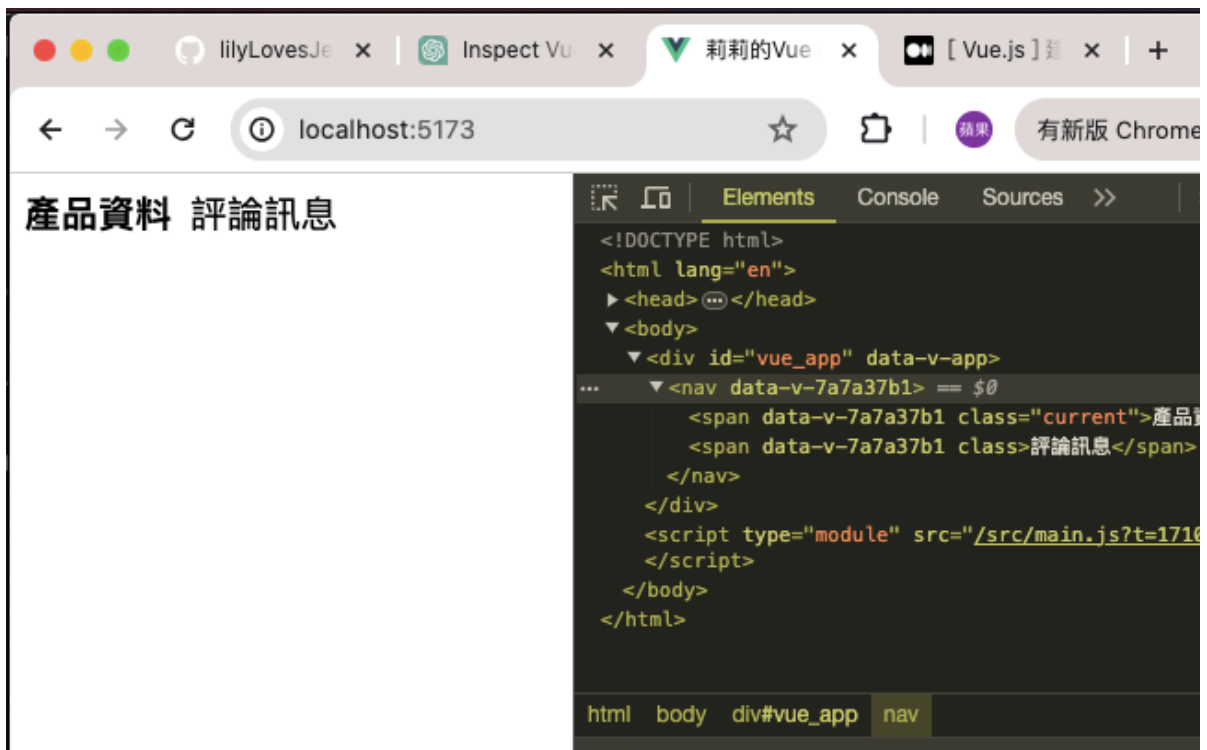 lilyLovesJe
Inspect Vu
莉莉的Vue
[ Vue.js ] 建
localhost:5173
蘋果
有新版 Chrome
產品資料 評論訊息
Elements Console Sources
<!DOCTYPE html>
<html lang="en">
<head> </head>
<body>
<div id="vue_app" data-v-app>
<nav data-v-7a7a37b1> == $0
<span data-v-7a7a37b1 class="current">產品
<span data-v-7a7a37b1 class>評論訊息</span>
</nav>
</div>
<script type="module" src="/src/main.js?t=1710
</script>
</body>
</html>
html body div#vue_app nav